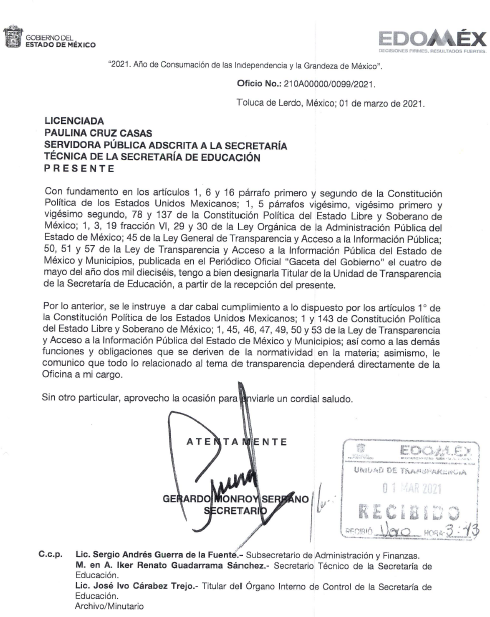 GOBIERNO DEL
ESTADO DE MÉXICO
EDOMÉX
DECISIONES FIRMES, RESULTADOS FUERTES.
"2021. Año de Consumación de las Independencia y la Grandeza de México".
Oficio No.: 210A00000/0099/2021.
Toluca de Lerdo, México; 01 de marzo de 2021.
LICENCIADA
PAULINA CRUZ CASAS
SERVIDORA PÚBLICA ADSCRITA A LA SECRETARÍA
TÉCNICA DE LA SECRETARÍA DE EDUCACIÓN
P R E S E N T E
Con fundamento en los artículos 1, 6 y 16 párrafo primero y segundo de la Constitución
Política de los Estados Unidos Mexicanos; 1, 5 párrafos vigésimo, vigésimo primero y
vigésimo segundo, 78 y 137 de la Constitución Política del Estado Libre y Soberano de
México; 1, 3, 19 fracción VI, 29 y 30 de la Ley Orgánica de la Administración Pública del
Estado de México; 45 de la Ley General de Transparencia y Acceso a la Información Pública;
50, 51 y 57 de la Ley de Transparencia y Acceso a la Información Pública del Estado de México
y Municipios, publicada en el Periódico Oficial "Gaceta del Gobierno" el cuatro de
mayo del año dos mil dieciséis, tengo a bien designarla Titular de la Unidad de Transparencia
de la Secretaría de Educación, a partir de la recepción del presente.
Por lo anterior, se le instruye a dar cabal cumplimiento a lo dispuesto por los artículos 1° de
la Constitución Política de los Estados Unidos Mexicanos; 1 y 143 de Constitución Política
del Estado Libre y Soberano de México; 1, 45, 46, 47, 49, 50 y 53 de la Ley de Transparencia
y Acceso a la Información Pública del Estado de México y Municipios; así como a las demás
funciones y obligaciones que se deriven de la normatividad en la materia; asimismo, le
comunico que todo lo relacionado al tema de transparencia dependerá directamente de la
Oficina a mi cargo.
Sin otro particular, aprovecho la ocasión para enviarle un cordial saludo.
A T E N T A M E N T E
GERARDO MONROY SERRANO
SECRETARIO
EDOMÉX
UNIDAD DE TRANSPARENCIA
01 MAR 2021
RECIBIDO
RECIBIÓ HORA: 3:43
C.c.p. Lic. Sergio Andrés Guerra de la Fuente.- Subsecretario de Administración y Finanzas.
M. en A. Iker Renato Guadarrama Sánchez.- Secretario Técnico de la Secretaría de
Educación.
Lic. José Ivo Cárabez Trejo.- Titular del Órgano Interno de Control de la Secretaría de
Educación.
Archivo/Minutario